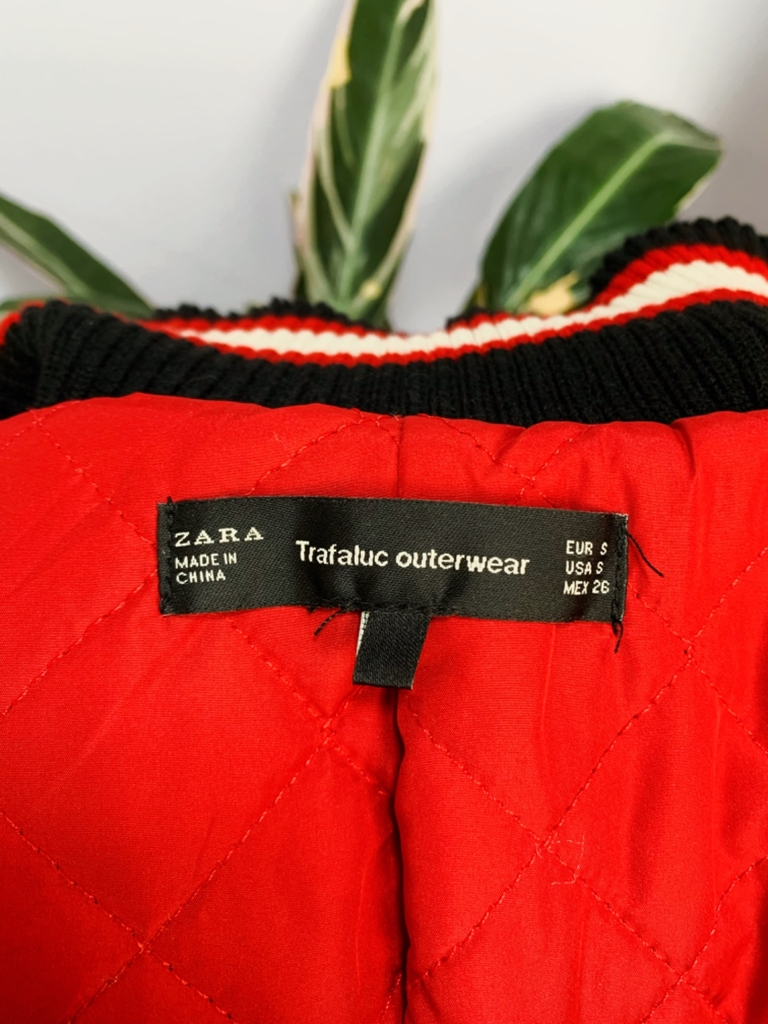 ZARA
MADE IN
CHINA
Trafaluc outerwear
EUR S
USA S
MEX 26